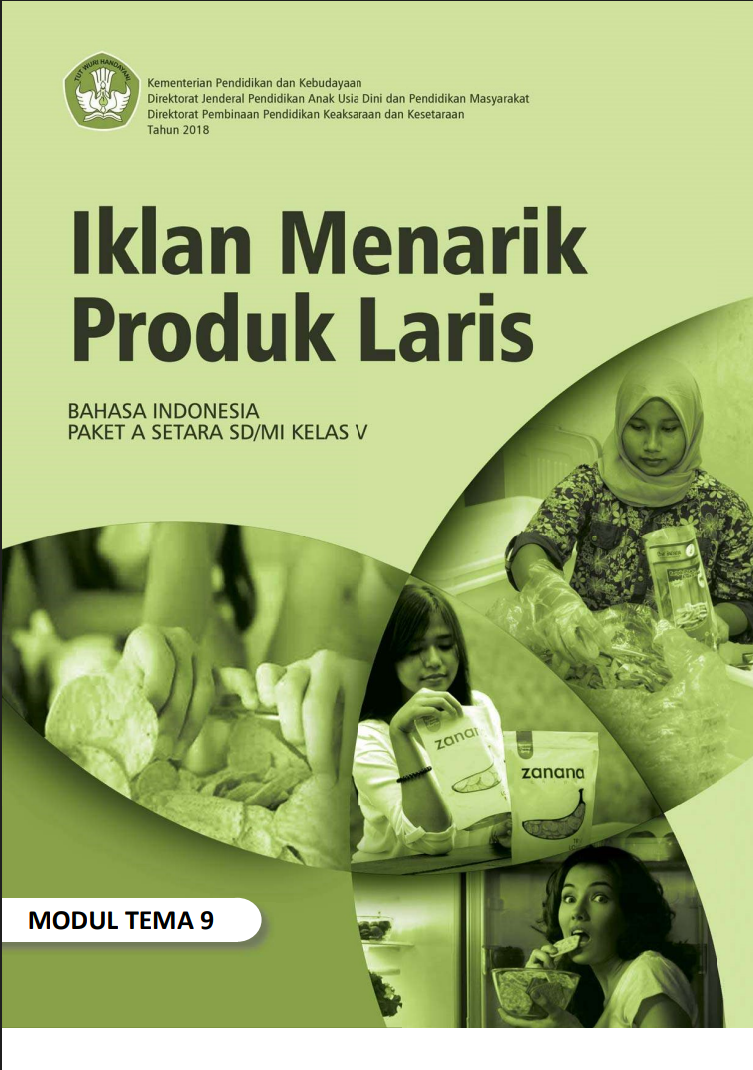 TUT WURI HANDAYANI
Kementerian Pendidikan dan Kebudayaan
Direktorat Jenderal Pendidikan Anak Usia Dini dan Pendidikan Masyarakat
Direktorat Pembinaan Pendidikan Keaksaraan dan Kesetaraan
Tahun 2018
Iklan Menarik
Produk Laris
BAHASA INDONESIA
PAKET A SETARA SD/MI KELAS V
zanan
zanana
MODUL TEMA 9